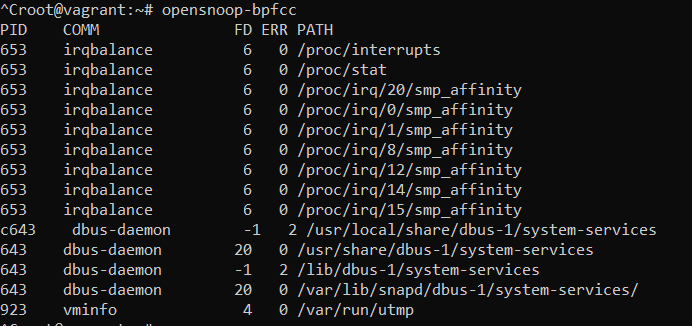 ^Croot@vagrant:~# opensnoop-bpfcc
PID    COMM               FD ERR PATH
653    irqbalance          6   0 /proc/interrupts
653    irqbalance          6   0 /proc/stat
653    irqbalance          6   0 /proc/irq/20/smp_affinity
653    irqbalance          6   0 /proc/irq/0/smp_affinity
653    irqbalance          6   0 /proc/irq/1/smp_affinity
653    irqbalance          6   0 /proc/irq/8/smp_affinity
653    irqbalance          6   0 /proc/irq/12/smp_affinity
653    irqbalance          6   0 /proc/irq/14/smp_affinity
653    irqbalance          6   0 /proc/irq/15/smp_affinity
c643    dbus-daemon         -1   2 /usr/local/share/dbus-1/system-services
643    dbus-daemon        20   0 /usr/share/dbus-1/system-services
643    dbus-daemon        -1   2 /lib/dbus-1/system-services
643    dbus-daemon        20   0 /var/lib/snapd/dbus-1/system-services/
923    vminfo              4   0 /var/run/utmp